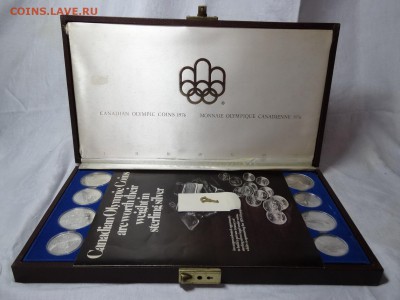 COINS.LAVE.RU
CANADIAN OLYMPIC COINS 1976 MONNAIE OLYMPIQUE CANADIENNE 1976
Canadian Olympic Coins
are worth their
weight in
sterling silver